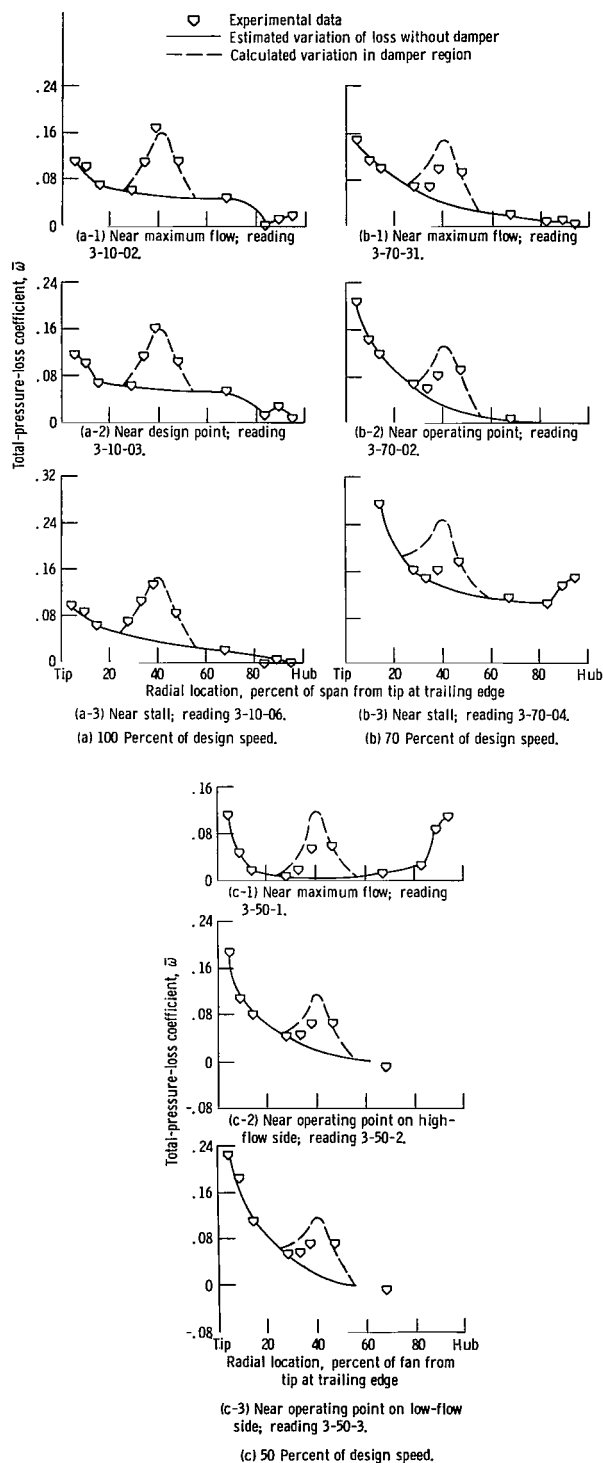 Experimental data
Estimated variation of loss without damper
Calculated variation in damper region
Total-pressure-loss coefficient, ω̅
.24
.16
.08
0
(a-1) Near maximum flow; reading
3-10-02.
(b-1) Near maximum flow; reading
3-70-31.
.24
.16
.08
0
(a-2) Near design point; reading
3-10-03.
(b-2) Near operating point; reading
3-70-02.
.32
.24
.16
.08
0
Tip 20 40 60 80 Hub
Tip 20 40 60 80 Hub
Radial location, percent of span from tip at trailing edge
(a-3) Near stall; reading 3-10-06.
(b-3) Near stall; reading 3-70-04.
(a) 100 Percent of design speed.
(b) 70 Percent of design speed.
Total-pressure-loss coefficient, ω̅
.16
.08
0
(c-1) Near maximum flow; reading
3-50-1.
.24
.16
.08
0
-.08
(c-2) Near operating point on high-
flow side; reading 3-50-2.
.24
.16
.08
0
-.08
Tip 20 40 60 80 Hub
Radial location, percent of fan from
tip at trailing edge
(c-3) Near operating point on low-flow
side; reading 3-50-3.
(c) 50 Percent of design speed.